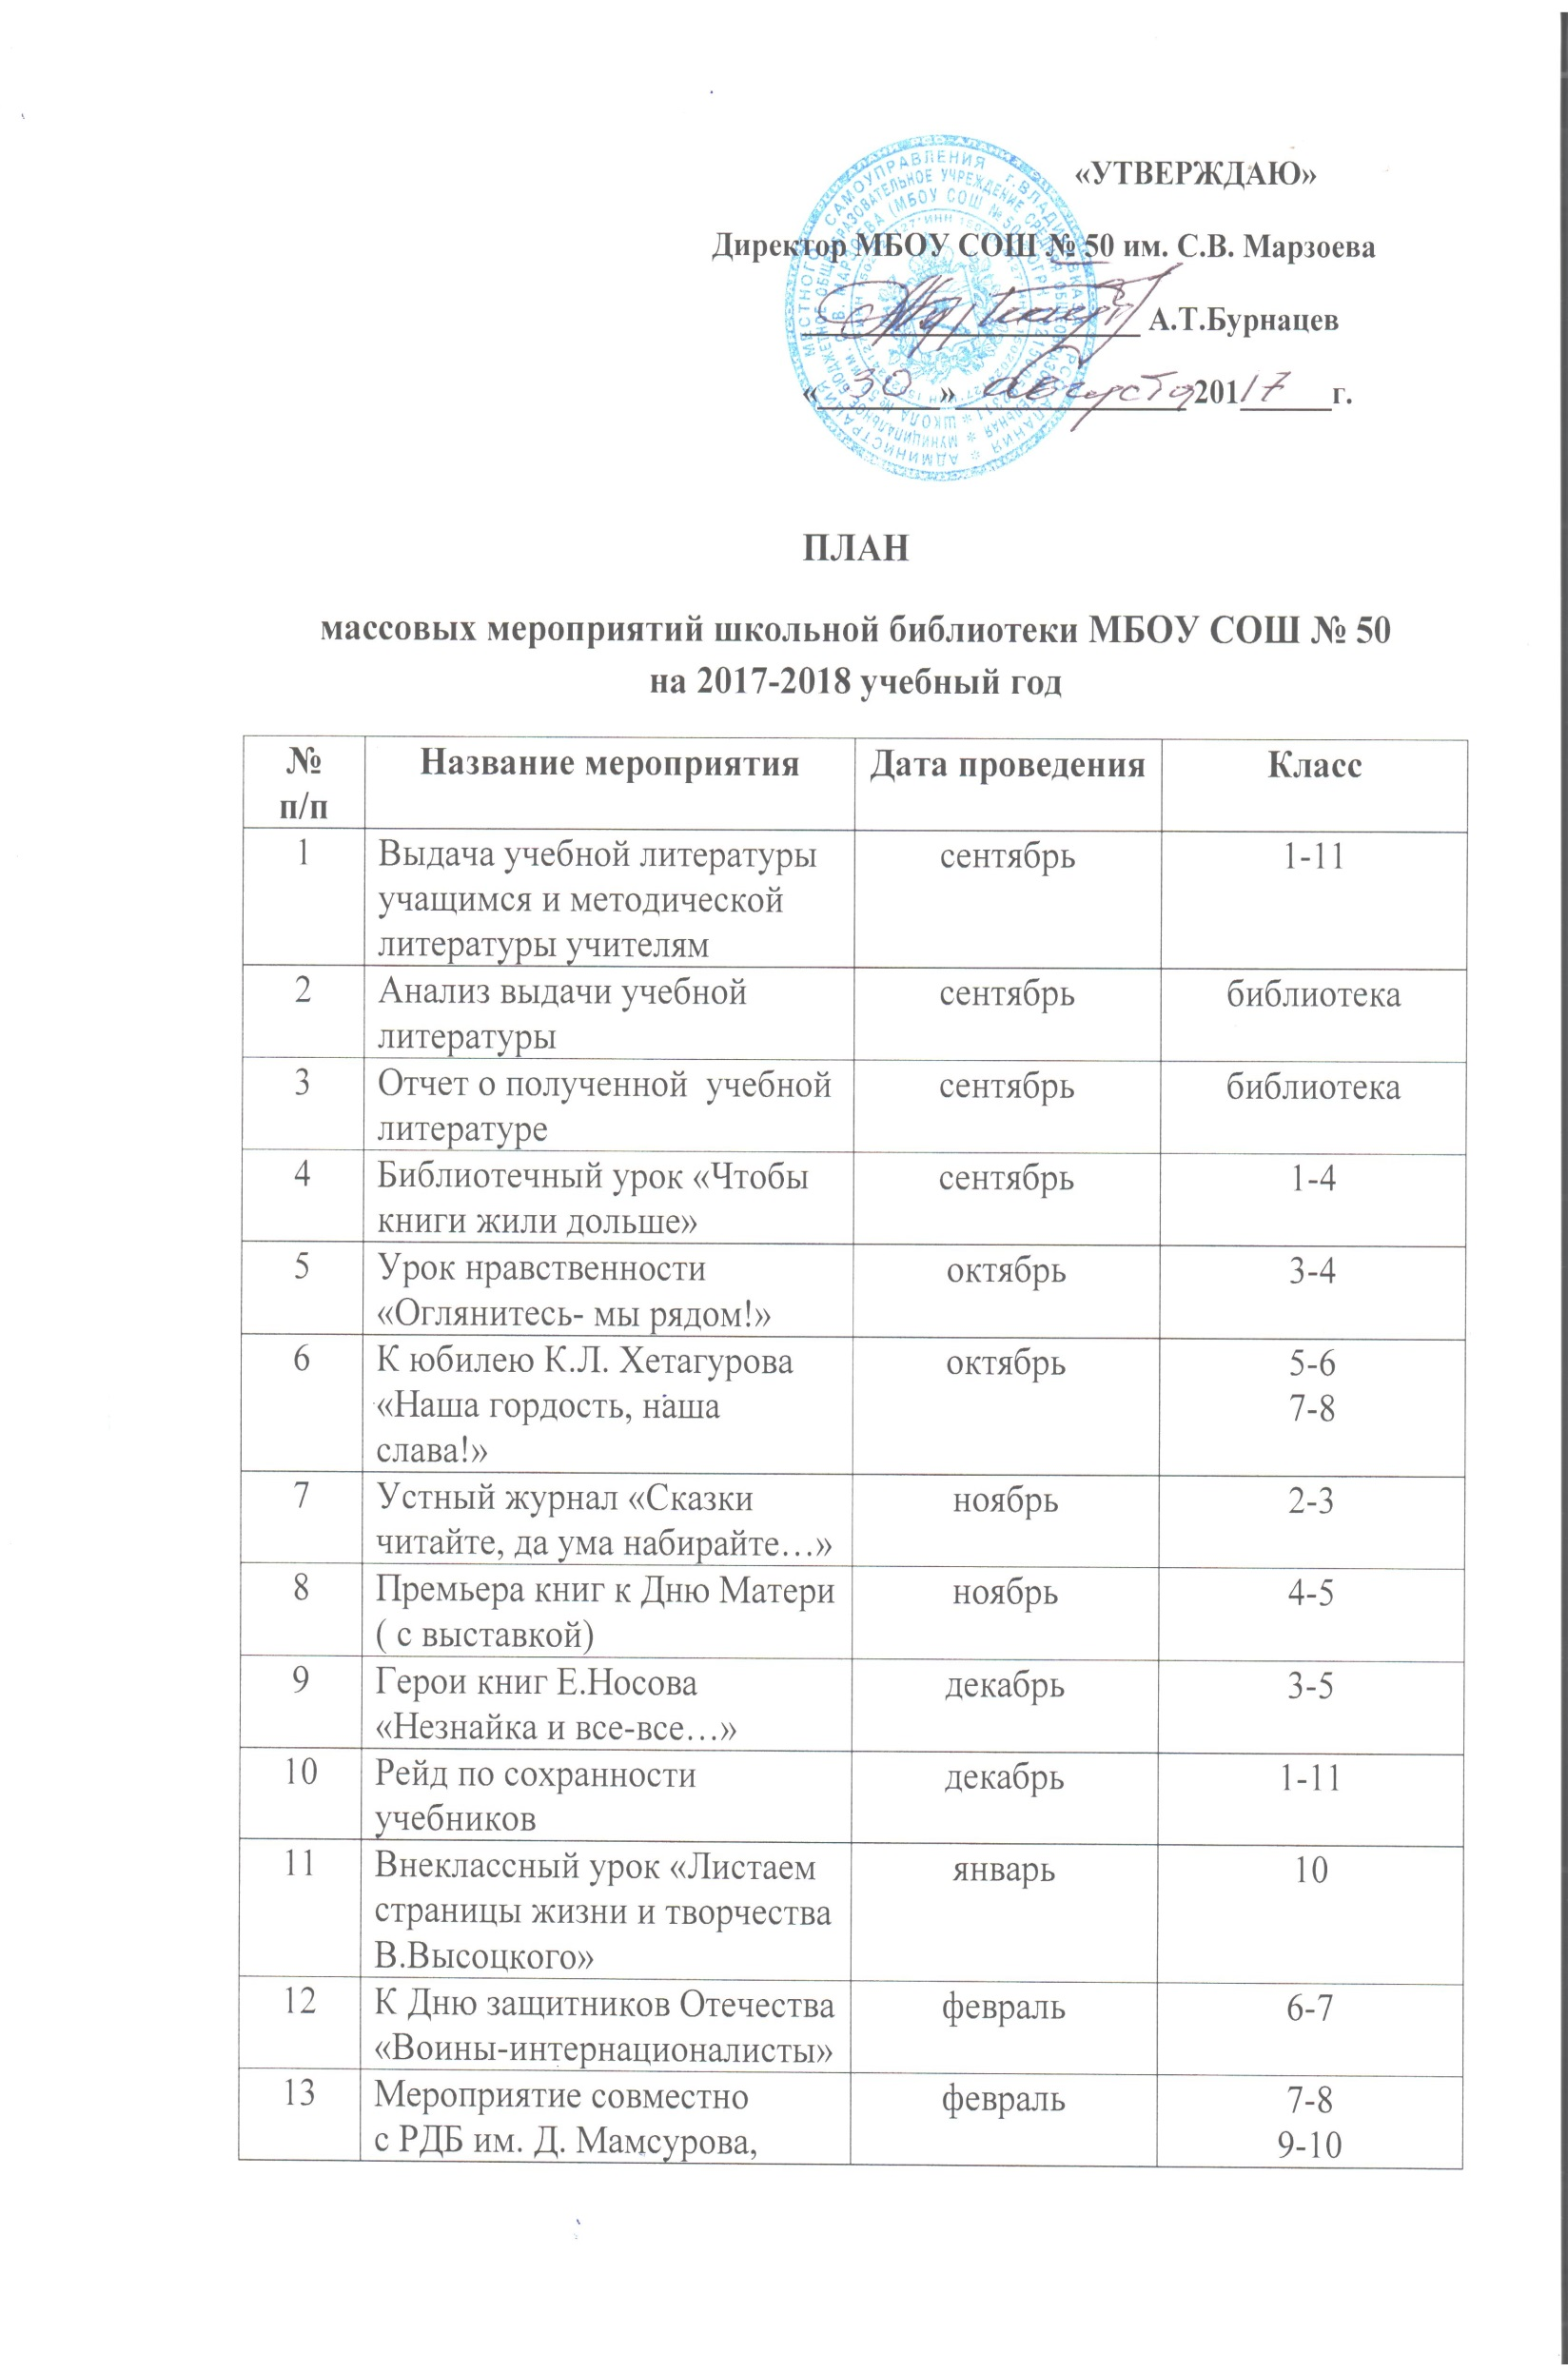 «УТВЕРЖДАЮ»
Директор МБОУ СОШ № 50 им. С.В. Марзоева
А.Т.Бурнацев
«30» августа 2017 г.
ПЛАН
массовых мероприятий школьной библиотеки МБОУ СОШ № 50
на 2017-2018 учебный год
№ Название мероприятия Дата проведения Класс
п/п
1 Выдача учебной литературы сентябрь 1-11
учащимся и методической
литературы учителям
2 Анализ выдачи учебной сентябрь библиотека
литературы
3 Отчет о полученной учебной сентябрь библиотека
литературе
4 Библиотечный урок «Чтобы сентябрь 1-4
книги жили дольше»
5 Урок нравственности октябрь 3-4
«Оглянитесь- мы рядом!»
6 К юбилею К.Л. Хетагурова октябрь 5-6
«Наша гордость, наша 7-8
слава!»
7 Устный журнал «Сказки ноябрь 2-3
читайте, да ума набирайте…»
8 Премьера книг к Дню Матери ноябрь 4-5
( с выставкой)
9 Герои книг Е.Носова декабрь 3-5
«Незнайка и все-все…»
10 Рейд по сохранности декабрь 1-11
учебников
11 Внеклассный урок «Листаем январь 10
страницы жизни и творчества
В.Высоцкого»
12 К Дню защитников Отечества февраль 6-7
«Воины-интернационалисты»
13 Мероприятие совместно февраль 7-8
с РДБ им. Д. Мамсурова, 9-10